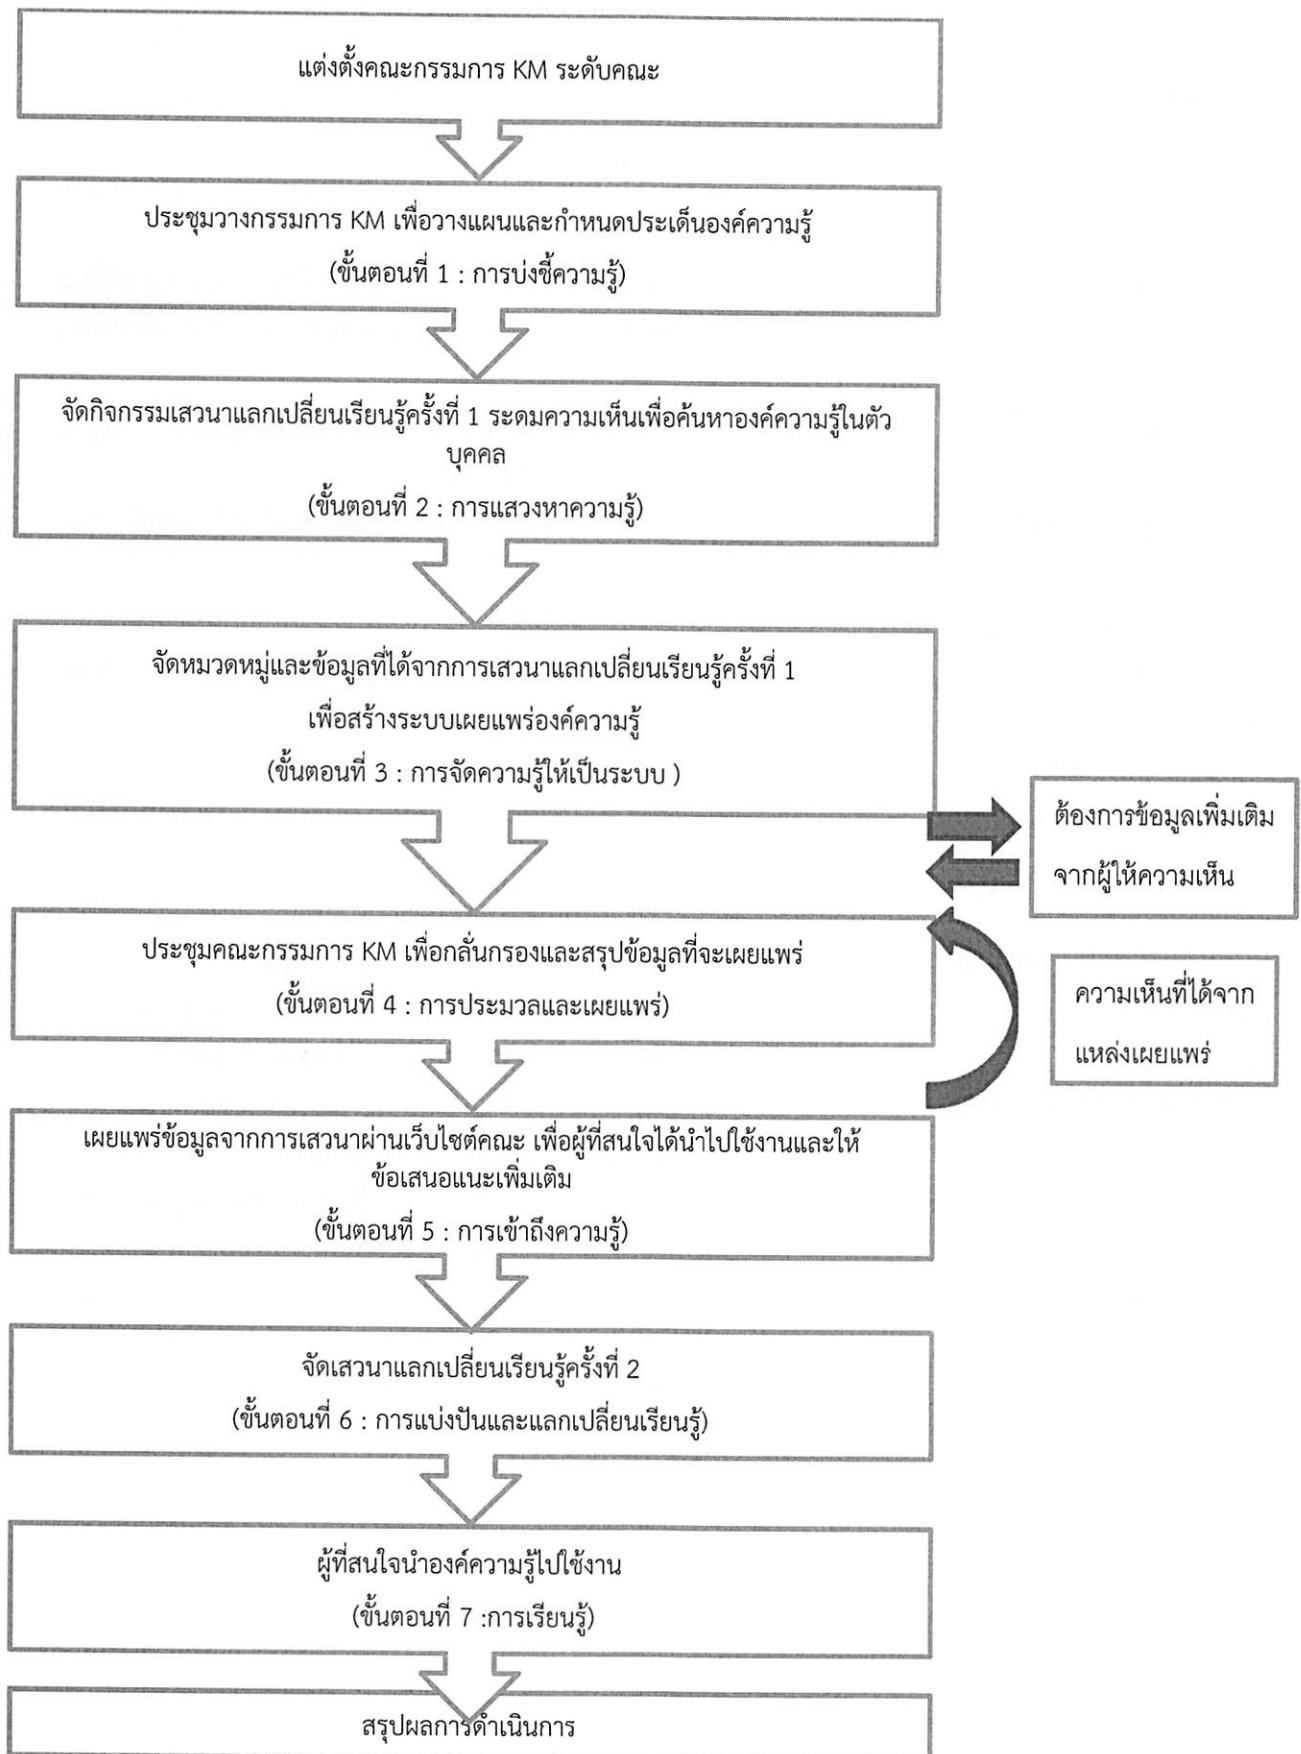 แต่งตั้งคณะกรรมการ KM ระดับคณะ
ประชุมวางกรรมการ KM เพื่อวางแผนและกำหนดประเด็นองค์ความรู้
(ขั้นตอนที่ 1 : การบ่งชี้ความรู้)
จัดกิจกรรมเสวนาแลกเปลี่ยนเรียนรู้ครั้งที่ 1 ระดมความเห็นเพื่อค้นหาองค์ความรู้ในตัว
บุคคล
(ขั้นตอนที่ 2 : การแสวงหาความรู้)
จัดหมวดหมู่และข้อมูลที่ได้จากการเสวนาแลกเปลี่ยนเรียนรู้ครั้งที่ 1
เพื่อสร้างระบบเผยแพร่องค์ความรู้
(ขั้นตอนที่ 3 : การจัดความรู้ให้เป็นระบบ )
ต้องการข้อมูลเพิ่มเติม
จากผู้ให้ความเห็น
ประชุมคณะกรรมการ KM เพื่อกลั่นกรองและสรุปข้อมูลที่จะเผยแพร่
(ขั้นตอนที่ 4 : การประมวลและเผยแพร่)
ความเห็นที่ได้จาก
แหล่งเผยแพร่
เผยแพร่ข้อมูลจากการเสวนาผ่านเว็บไซต์คณะ เพื่อผู้ที่สนใจได้นำไปใช้งานและให้
ข้อเสนอแนะเพิ่มเติม
(ขั้นตอนที่ 5 : การเข้าถึงความรู้)
จัดเสวนาแลกเปลี่ยนเรียนรู้ครั้งที่ 2
(ขั้นตอนที่ 6 : การแบ่งปันและแลกเปลี่ยนเรียนรู้)
ผู้ที่สนใจนำองค์ความรู้ไปใช้งาน
(ขั้นตอนที่ 7 :การเรียนรู้)
สรุปผลการดำเนินการ